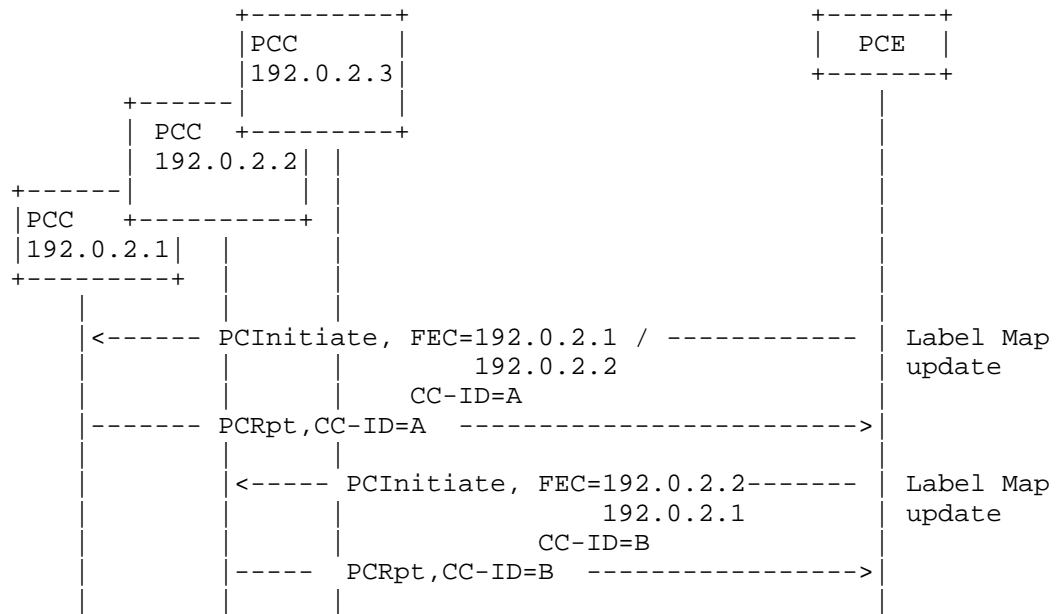 PCC PCE
192.0.2.3
PCC
192.0.2.2
PCC
192.0.2.1
<------ PCInitiate, FEC=192.0.2.1 / ------------ Label Map
192.0.2.2 update
CC-ID=A
------- PCRpt,CC-ID=A ------------------------->
<----- PCInitiate, FEC=192.0.2.2------- Label Map
192.0.2.1 update
CC-ID=B
----- PCRpt,CC-ID=B ----------------->